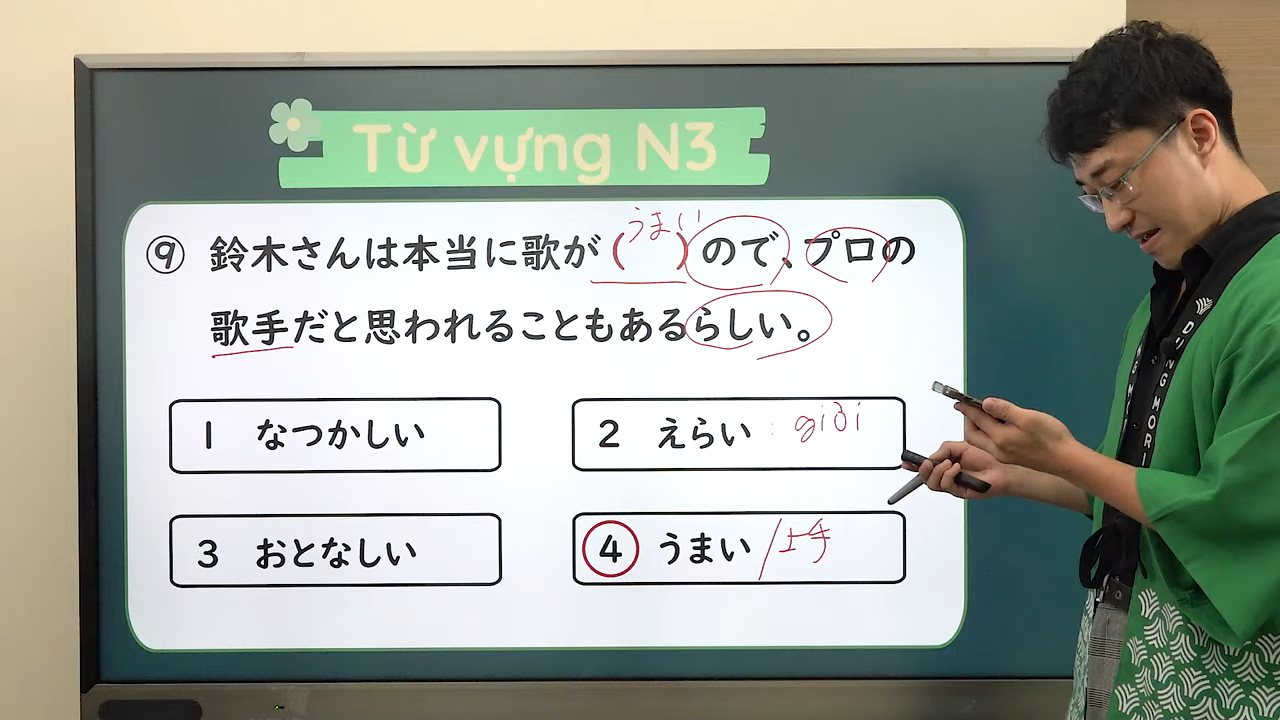 Từ vựng N3
うまい
⑨ 鈴木さんは本当に歌が( )ので、プロの
歌手だと思われることもあるらしい。
1 なつかしい
2 えらい : giỏi
3 おとなしい
4 うまい / 上手
DUNG MORI